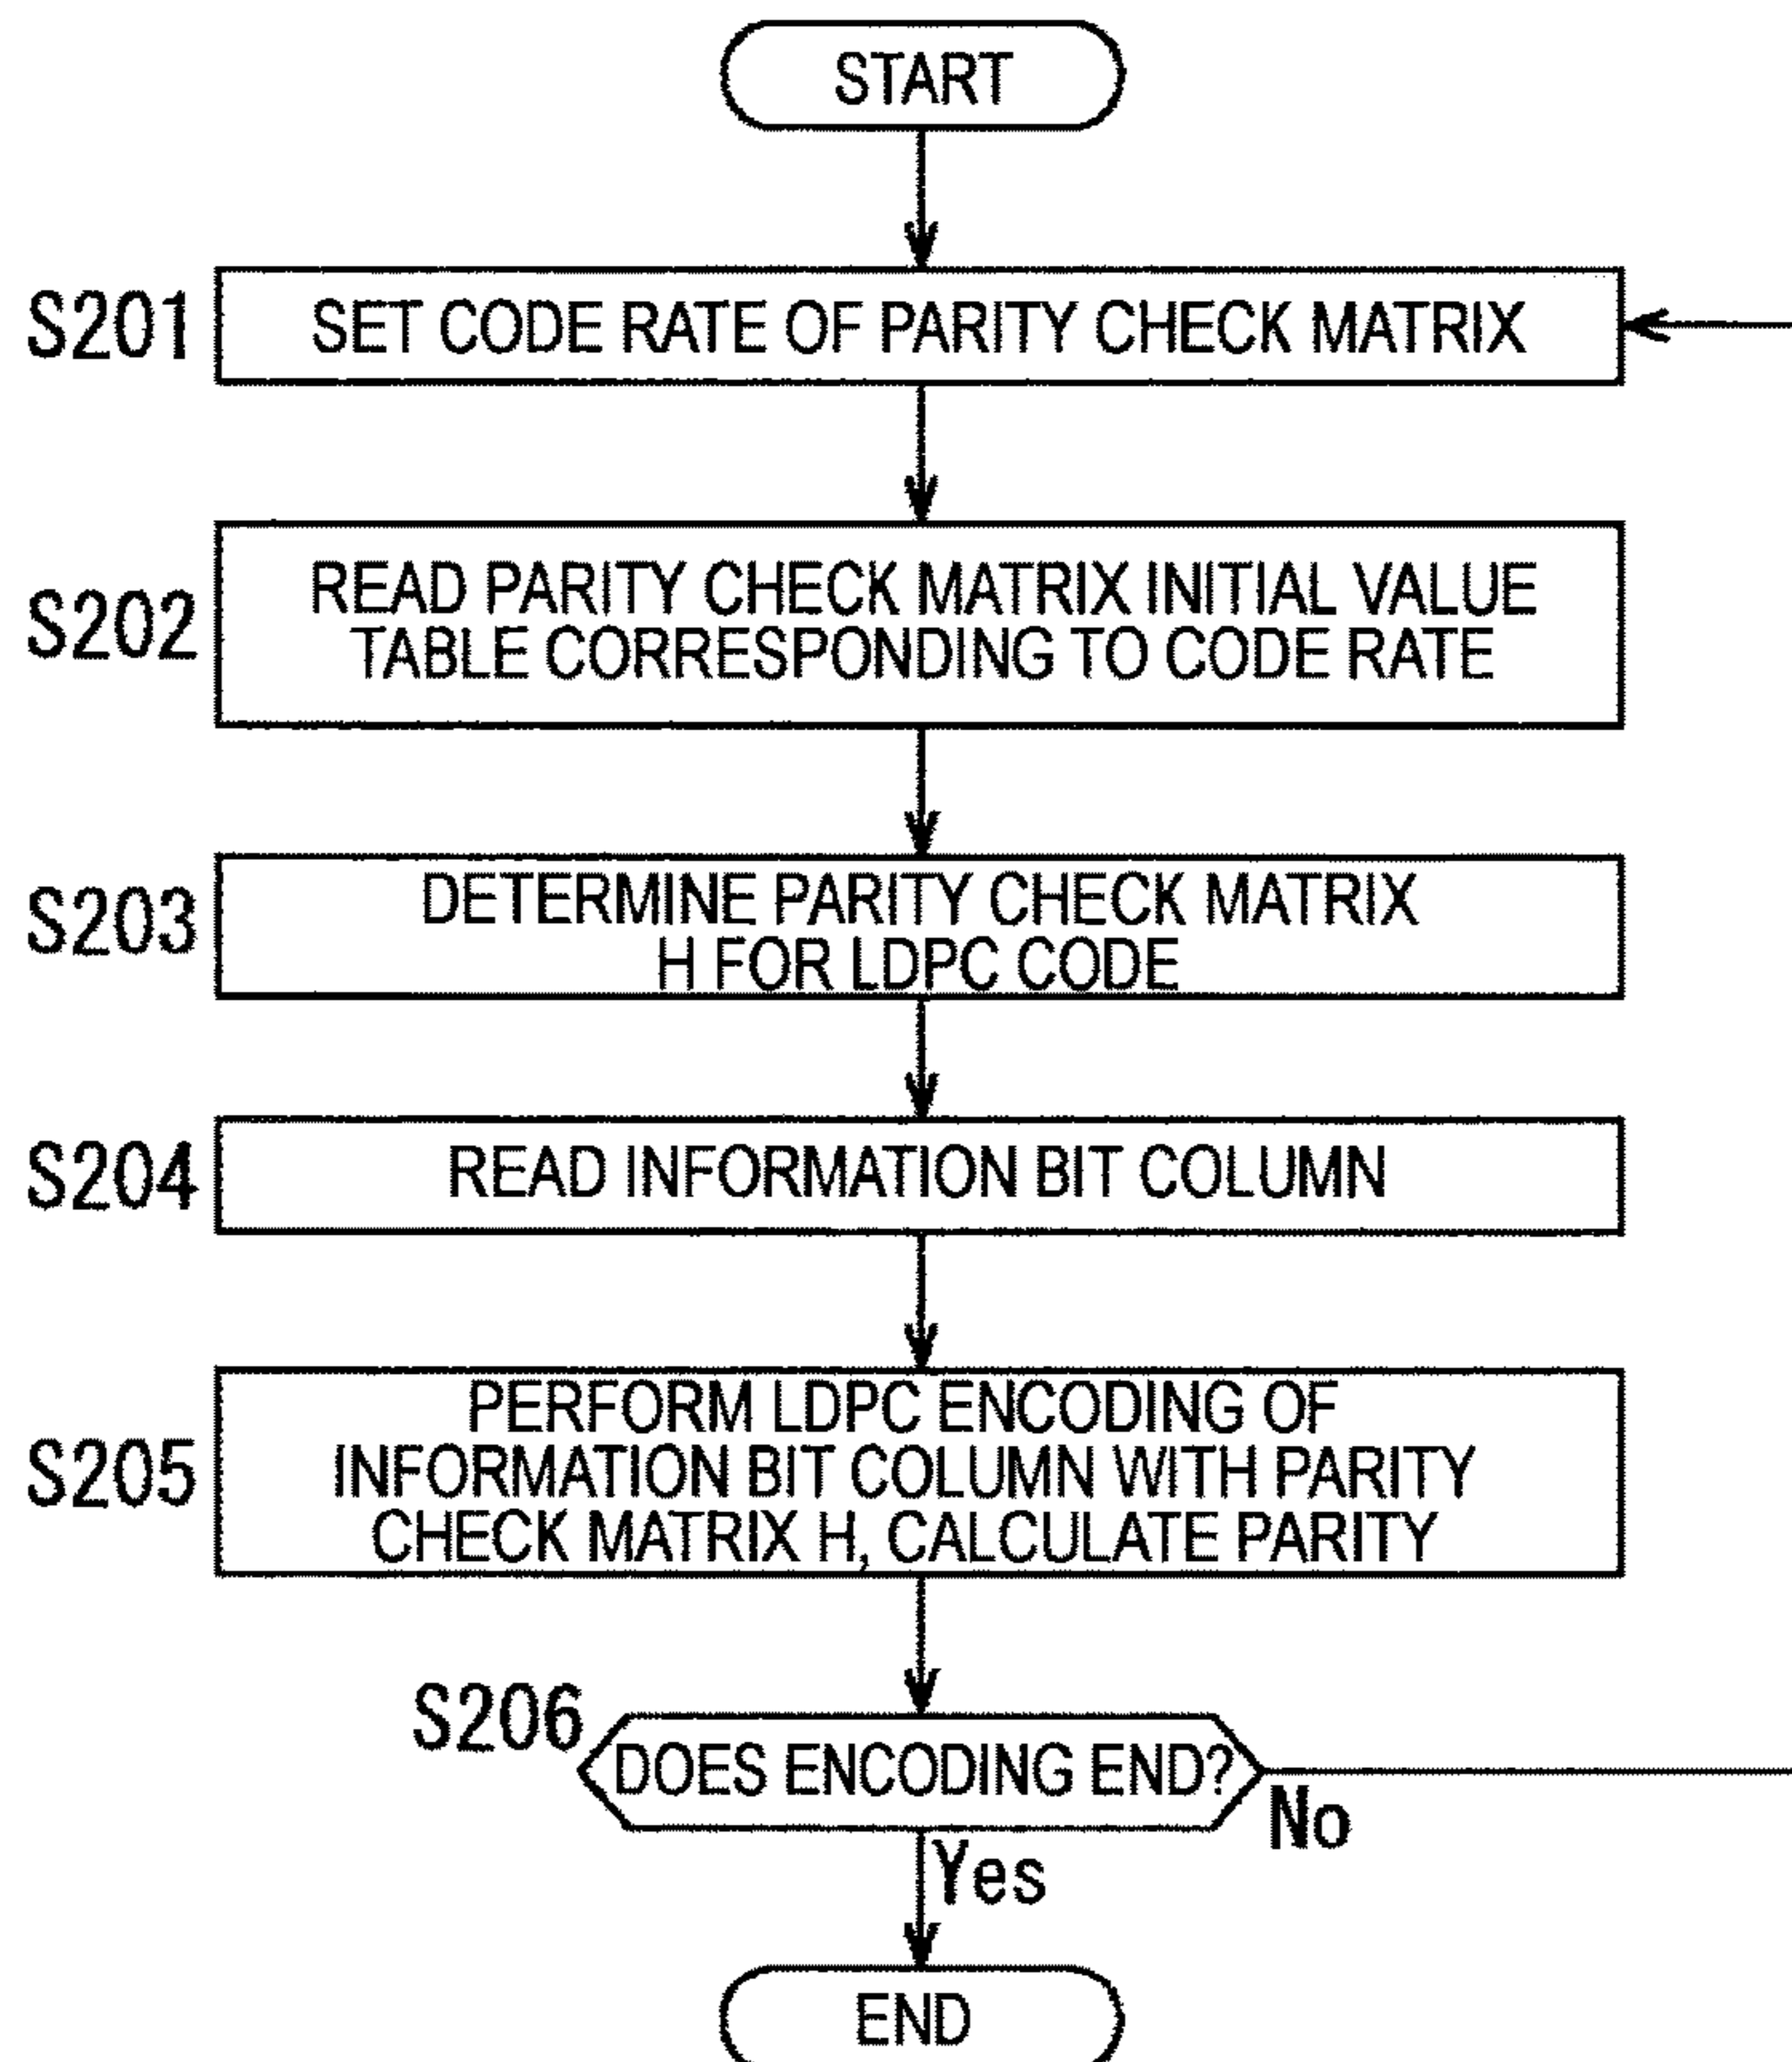 START
S201
SET CODE RATE OF PARITY CHECK MATRIX
S202
READ PARITY CHECK MATRIX INITIAL VALUE
TABLE CORRESPONDING TO CODE RATE
S203
DETERMINE PARITY CHECK MATRIX
H FOR LDPC CODE
S204
READ INFORMATION BIT COLUMN
S205
PERFORM LDPC ENCODING OF
INFORMATION BIT COLUMN WITH PARITY
CHECK MATRIX H, CALCULATE PARITY
S206
DOES ENCODING END?
No
Yes
END